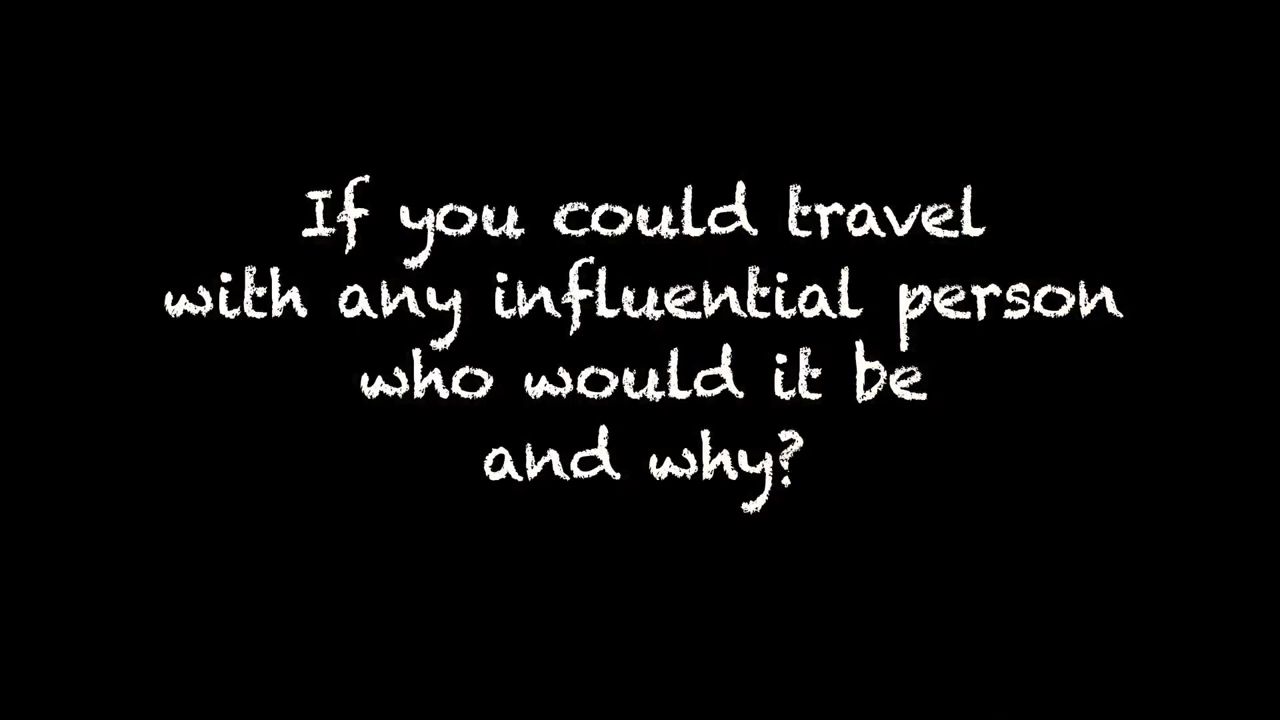 If you could travel
with any influential person
who would it be
and why?